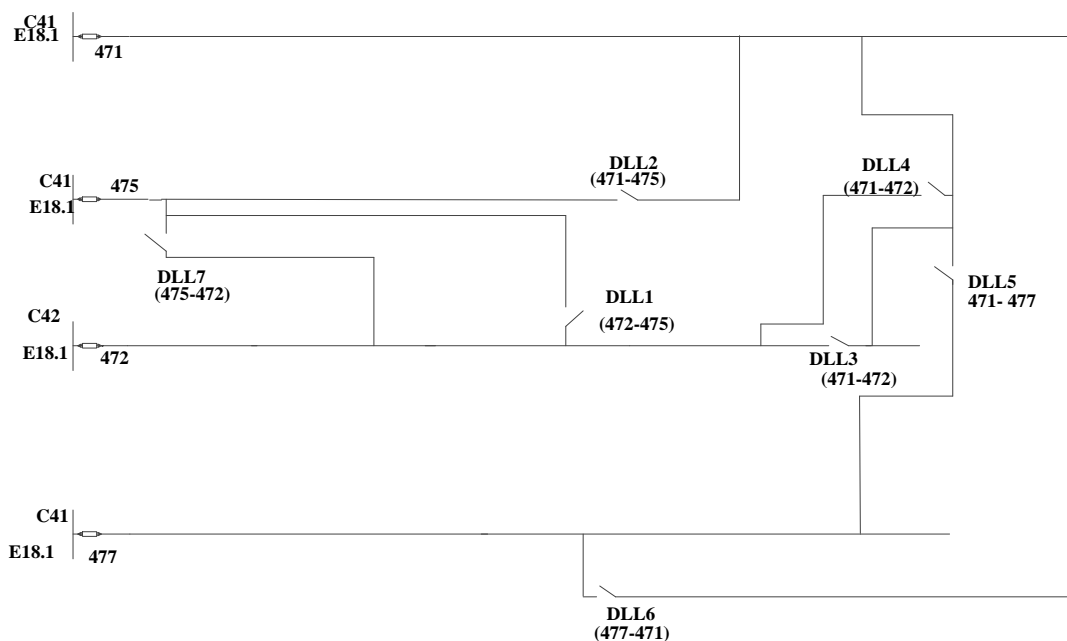 C41
E18.1
471
C41
475
E18.1
DLL2
(471-475)
DLL4
(471-472)
DLL7
(475-472)
DLL1
(472-475)
DLL5
471- 477
C42
E18.1
472
DLL3
(471-472)
C41
E18.1
477
DLL6
(477-471)